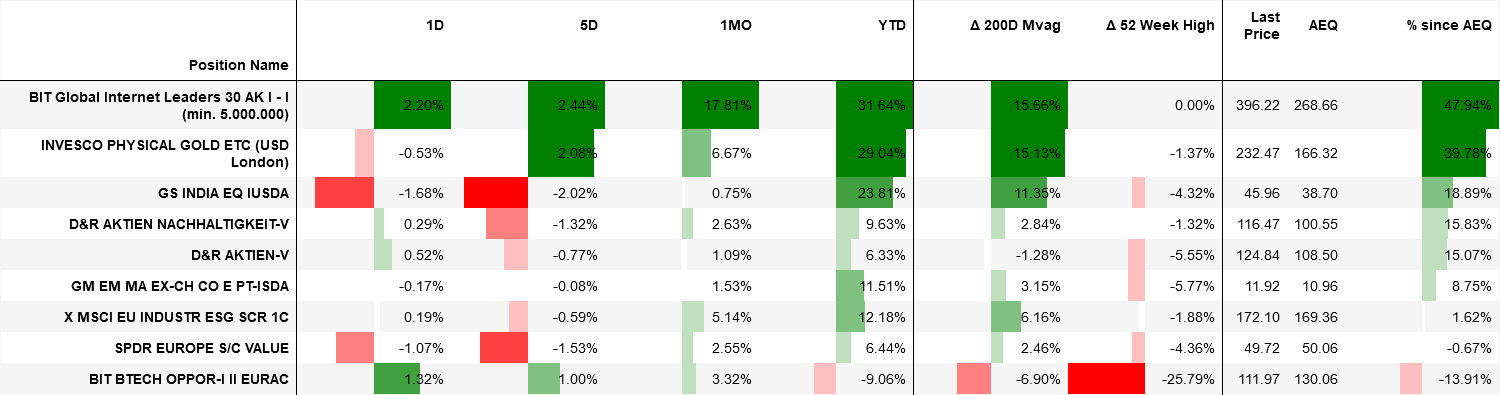 Position Name 1D 5D 1MO YTD Δ 200D Mvag Δ 52 Week High Last Price AEQ % since AEQ
BIT Global Internet Leaders 30 AK I - I (min. 5.000.000) 2.20% 2.44% 17.81% 31.64% 15.66% 0.00% 396.22 268.66 47.94%
INVESCO PHYSICAL GOLD ETC (USD London) -0.53% 2.08% 6.67% 29.04% 15.13% -1.37% 232.47 166.32 39.78%
GS INDIA EQ IUSDA -1.68% -2.02% 0.75% 23.81% 11.35% -4.32% 45.96 38.70 18.89%
D&R AKTIEN NACHHALTIGKEIT-V 0.29% -1.32% 2.63% 9.63% 2.84% -1.32% 116.47 100.55 15.83%
D&R AKTIEN-V 0.52% -0.77% 1.09% 6.33% -1.28% -5.55% 124.84 108.50 15.07%
GM EM MA EX-CH CO E PT-ISDA -0.17% -0.08% 1.53% 11.51% 3.15% -5.77% 11.92 10.96 8.75%
X MSCI EU INDUSTR ESG SCR 1C 0.19% -0.59% 5.14% 12.18% 6.16% -1.88% 172.10 169.36 1.62%
SPDR EUROPE S/C VALUE -1.07% -1.53% 2.55% 6.44% 2.46% -4.36% 49.72 50.06 -0.67%
BIT BTECH OPPOR-I II EURAC 1.32% 1.00% 3.32% -9.06% -6.90% -25.79% 111.97 130.06 -13.91%